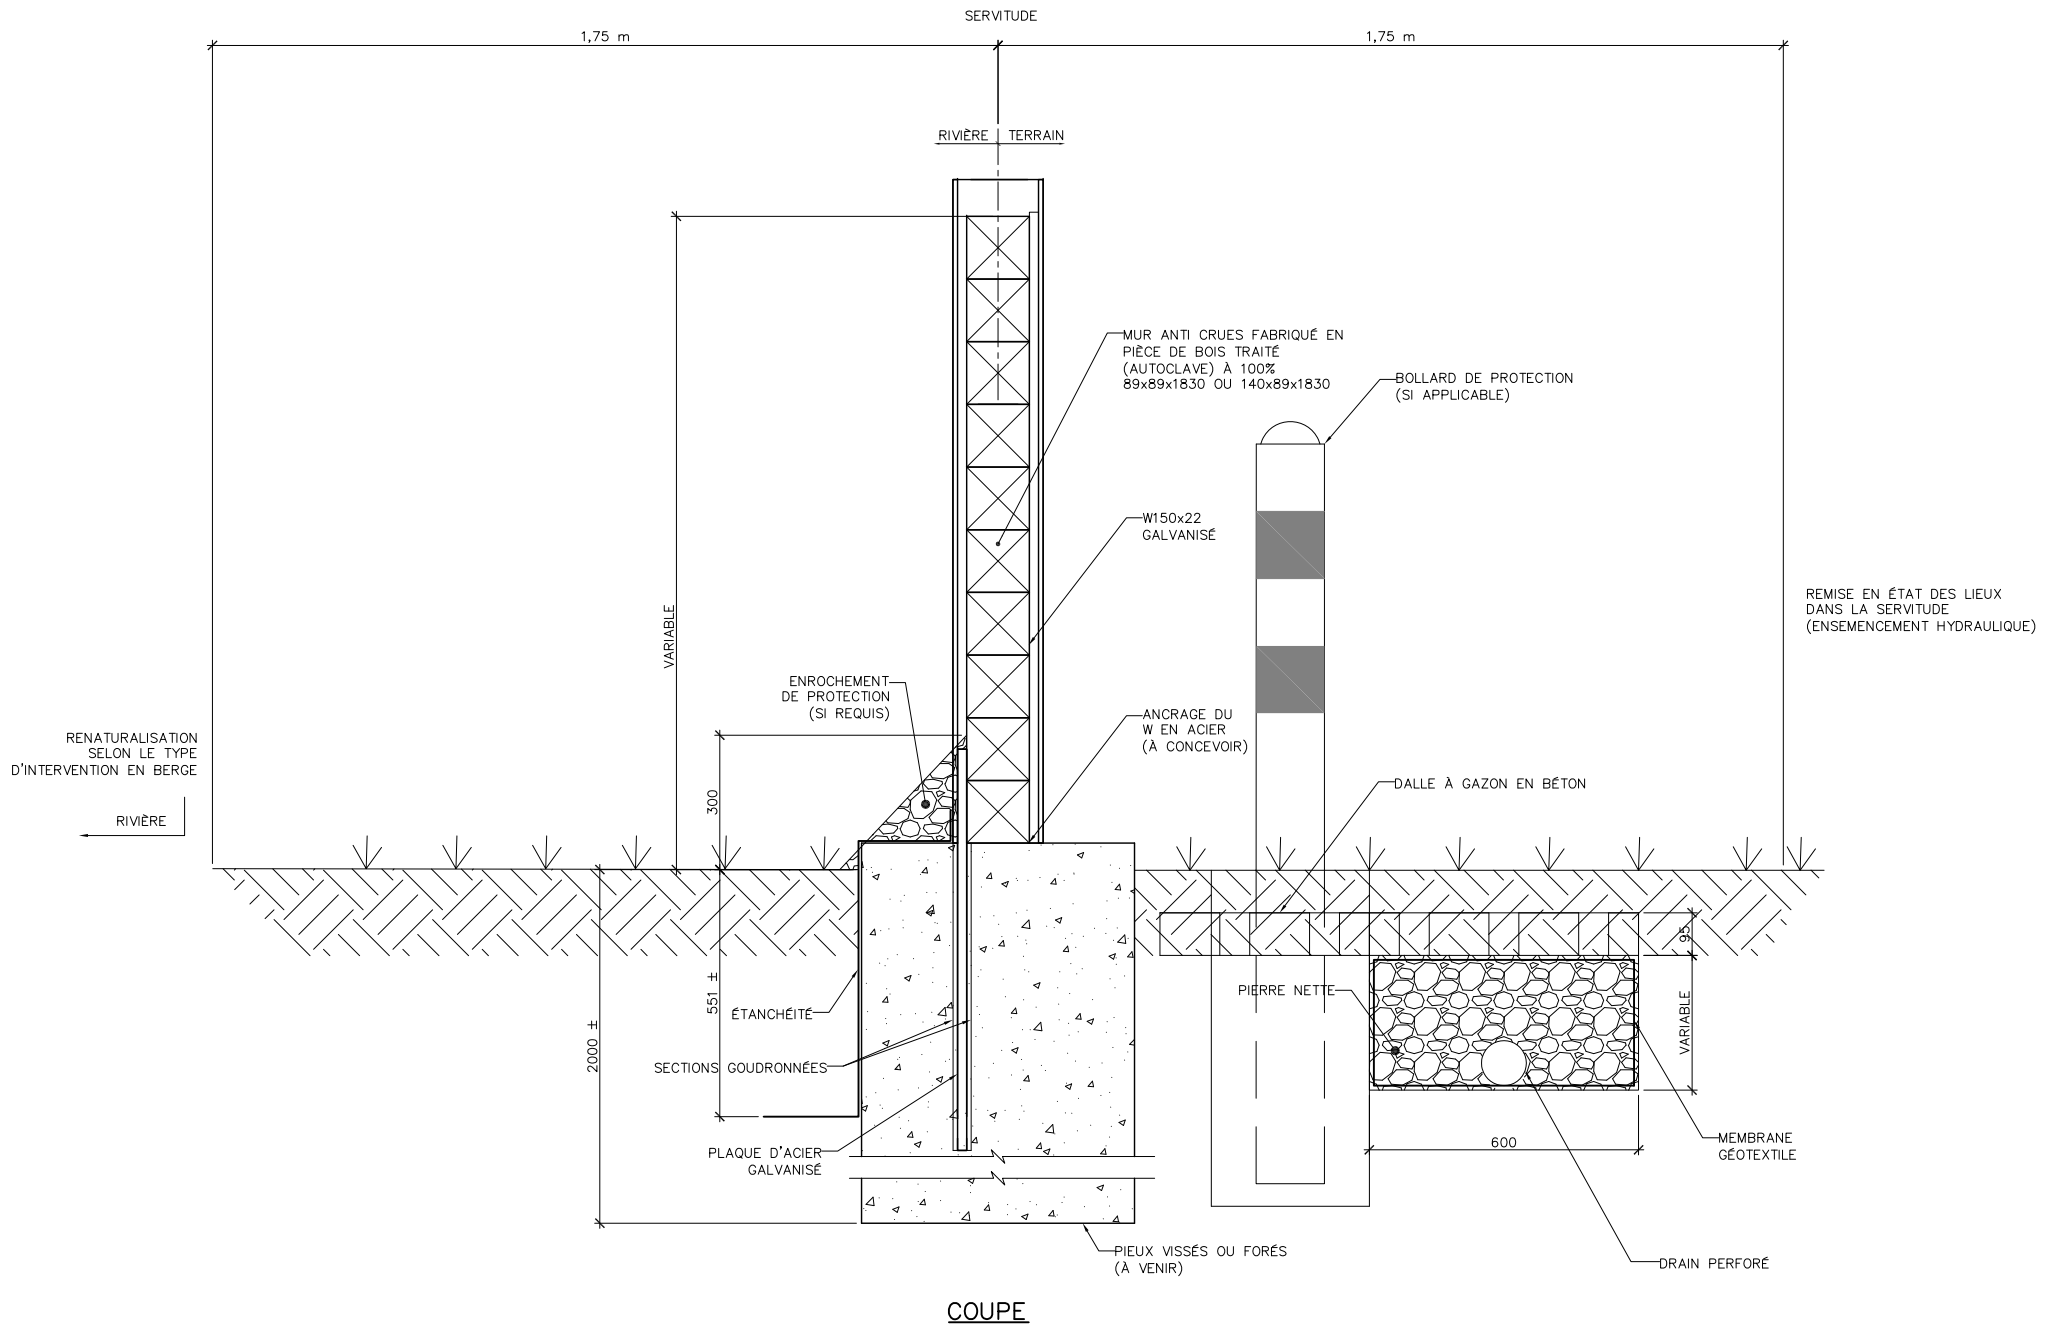 SERVITUDE
1,75 m
1,75 m
RIVIÈRE
TERRAIN
MUR ANTI CRUES FABRIQUÉ EN
PIÈCE DE BOIS TRAITÉ
(AUTOCLAVE) À 100%
89x89x1830 OU 140x89x1830
BOLLARD DE PROTECTION
(SI APPLICABLE)
W150x22
GALVANISÉ
VARIABLE
REMISE EN ÉTAT DES LIEUX
DANS LA SERVITUDE
(ENSEMENCEMENT HYDRAULIQUE)
ENROCHEMENT
DE PROTECTION
(SI REQUIS)
ANCRAGE DU
W EN ACIER
(À CONCEVOIR)
RENATURALISATION
SELON LE TYPE
D'INTERVENTION EN BERGE
RIVIÈRE
300
DALLE À GAZON EN BÉTON
95
551 ±
ÉTANCHÉITÉ
PIERRE NETTE
VARIABLE
2000 ±
SECTIONS GOUDRONNÉES
PLAQUE D'ACIER
GALVANISÉ
600
MEMBRANE
GÉOTEXTILE
PIEUX VISSÉS OU FORÉS
(À VENIR)
DRAIN PERFORÉ
COUPE